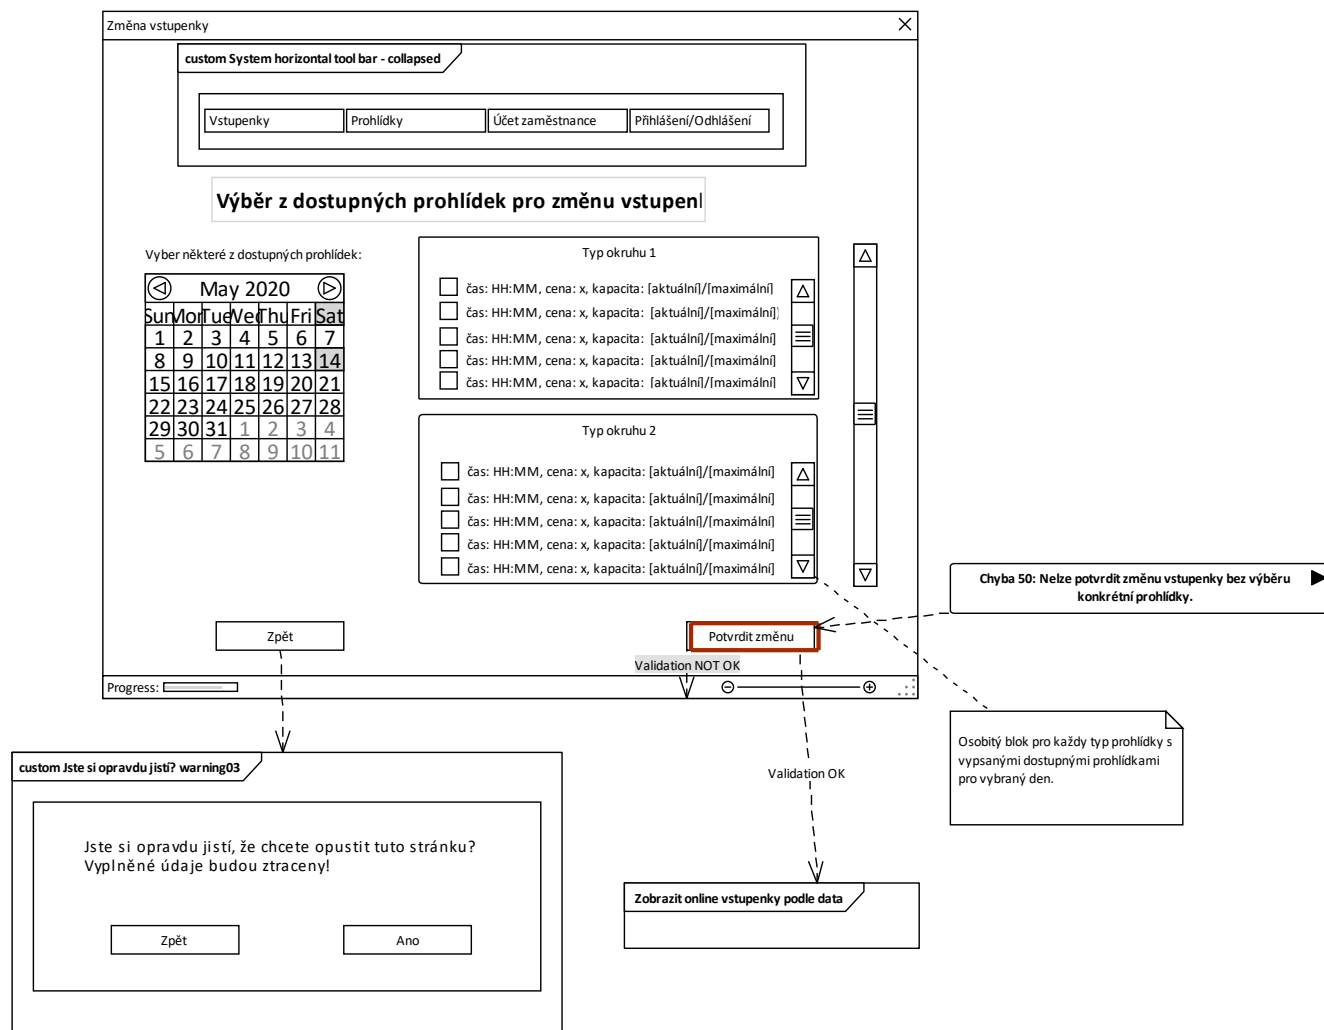 Změna vstupenky
custom System horizontal tool bar - collapsed
Vstupenky
Prohlídky
Účet zaměstnance
Přihlášení/Odhlášení
Výběr z dostupných prohlídek pro změnu vstupen
Vyber některé z dostupných prohlídek:
May 2020
Sun Mon Tue Wed Thu Fri Sat
1 2 3 4 5 6 7
8 9 10 11 12 13 14
15 16 17 18 19 20 21
22 23 24 25 26 27 28
29 30 31 1 2 3 4
5 6 7 8 9 10 11
Typ okruhu 1
čas: HH:MM, cena: x, kapacita: [aktuální]/[maximální]
čas: HH:MM, cena: x, kapacita: [aktuální]/[maximální]
čas: HH:MM, cena: x, kapacita: [aktuální]/[maximální]
čas: HH:MM, cena: x, kapacita: [aktuální]/[maximální]
čas: HH:MM, cena: x, kapacita: [aktuální]/[maximální]
Typ okruhu 2
čas: HH:MM, cena: x, kapacita: [aktuální]/[maximální]
čas: HH:MM, cena: x, kapacita: [aktuální]/[maximální]
čas: HH:MM, cena: x, kapacita: [aktuální]/[maximální]
čas: HH:MM, cena: x, kapacita: [aktuální]/[maximální]
čas: HH:MM, cena: x, kapacita: [aktuální]/[maximální]
Chyba 50: Nelze potvrdit změnu vstupenky bez výběru
konkrétní prohlídky.
Zpět
Potvrdit změnu
Validation NOT OK
Progress:
Osobitý blok pro každy typ prohlídky s
vypsanými dostupnými prohlídkami
pro vybraný den.
Validation OK
custom Jste si opravdu jistí? warning03
Jste si opravdu jistí, že chcete opustit tuto stránku?
Vyplněné údaje budou ztraceny!
Zpět
Ano
Zobrazit online vstupenky podle data